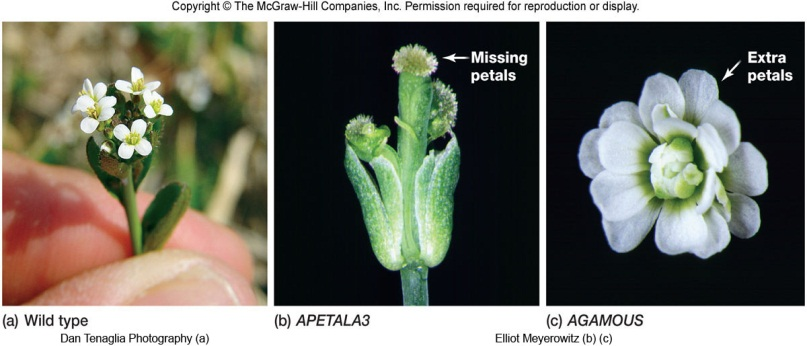 Copyright © The McGraw-Hill Companies, Inc. Permission required for reproduction or display.
Missing
petals
Extra
petals
(a) Wild type
(b) APETALA3
(c) AGAMOUS
Dan Tenaglia Photography (a)
Elliot Meyerowitz (b) (c)